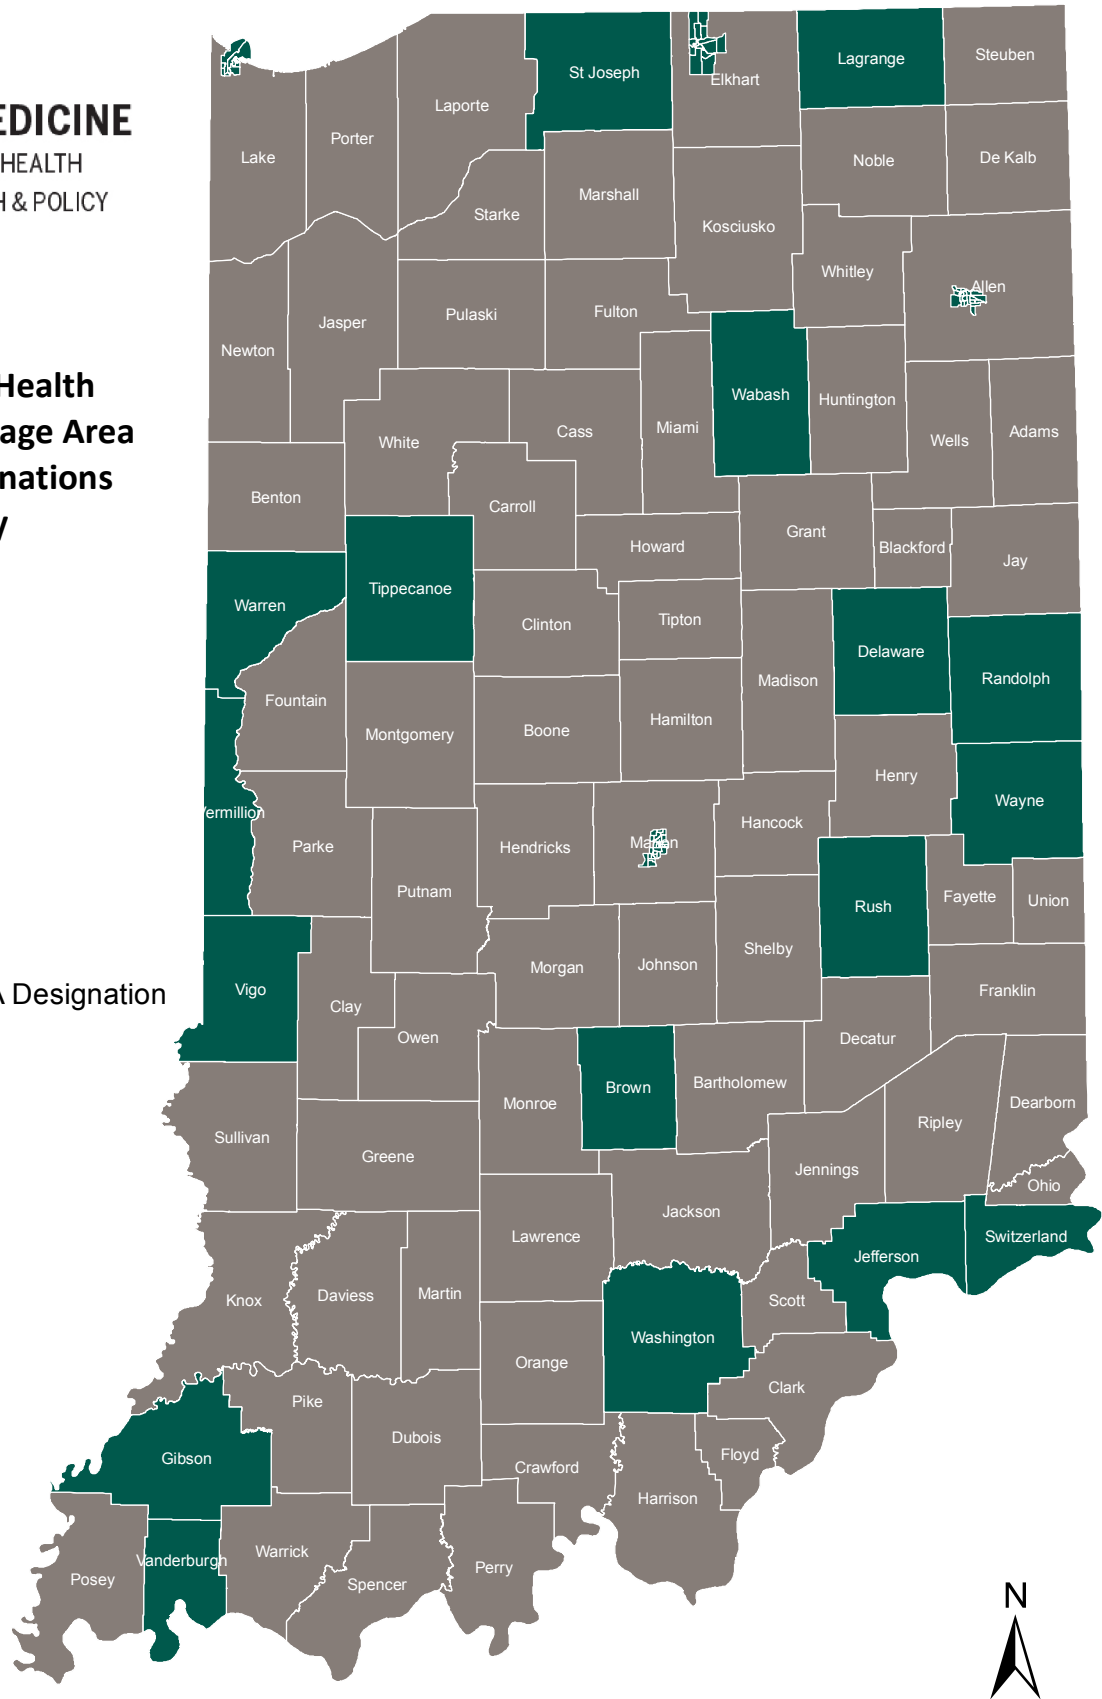 EDICINE
HEALTH
H & POLICY
Health
age Area
nations
y
A Designation
St Joseph
Elkhart
Lagrange
Steuben
Laporte
Porter
Lake
Noble
De Kalb
Starke
Marshall
Kosciusko
Whitley
Allen
Newton
Jasper
Pulaski
Fulton
Wabash
Huntington
Miami
White
Cass
Wells
Adams
Benton
Carroll
Howard
Grant
Blackford
Jay
Warren
Tippecanoe
Clinton
Tipton
Delaware
Randolph
Madison
Fountain
Montgomery
Boone
Hamilton
Henry
Wayne
Vermillion
Parke
Hendricks
Marion
Hancock
Putnam
Rush
Fayette
Union
Vigo
Clay
Morgan
Johnson
Shelby
Franklin
Owen
Decatur
Sullivan
Greene
Monroe
Brown
Bartholomew
Ripley
Dearborn
Jennings
Ohio
Lawrence
Jackson
Jefferson
Switzerland
Knox
Daviess
Martin
Scott
Orange
Washington
Clark
Pike
Gibson
Dubois
Crawford
Floyd
Harrison
Posey
Vanderburgh
Warrick
Spencer
Perry
N